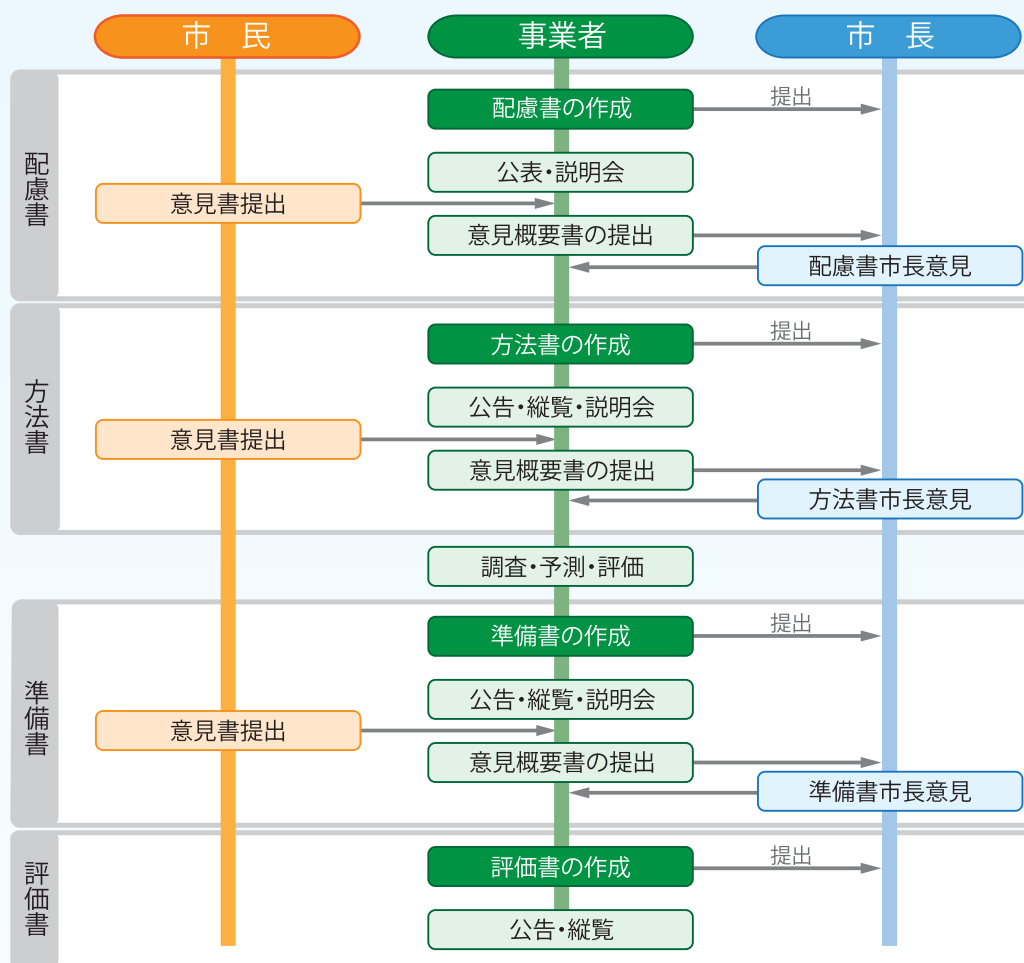 市　民
事業者
市　長
配慮書
配慮書の作成
提出
公表・説明会
意見書提出
意見概要書の提出
配慮書市長意見
方法書
方法書の作成
提出
公告・縦覧・説明会
意見書提出
意見概要書の提出
方法書市長意見
調査・予測・評価
準備書
準備書の作成
提出
公告・縦覧・説明会
意見書提出
意見概要書の提出
準備書市長意見
評価書
評価書の作成
提出
公告・縦覧